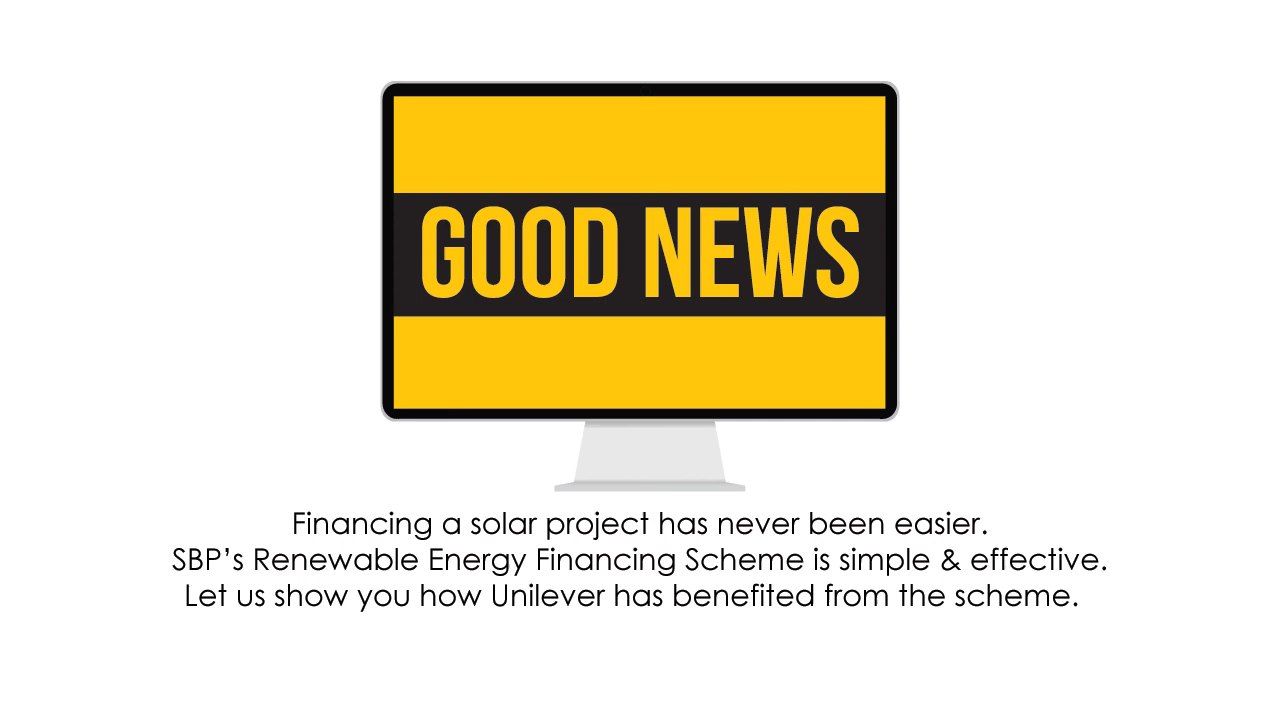 GOOD NEWS
Financing a solar project has never been easier.
SBP’s Renewable Energy Financing Scheme is simple & effective.
Let us show you how Unilever has benefited from the scheme.